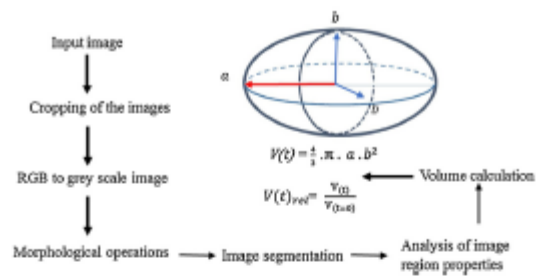 Input image
Cropping of the images
RGB to grey scale image
Morphological operations
Image segmentation
Analysis of image
region properties
Volume calculation
b
a
b
V(t) = 4/3 .π. a.b²
V(t)rel= V(t)/V(t=0)